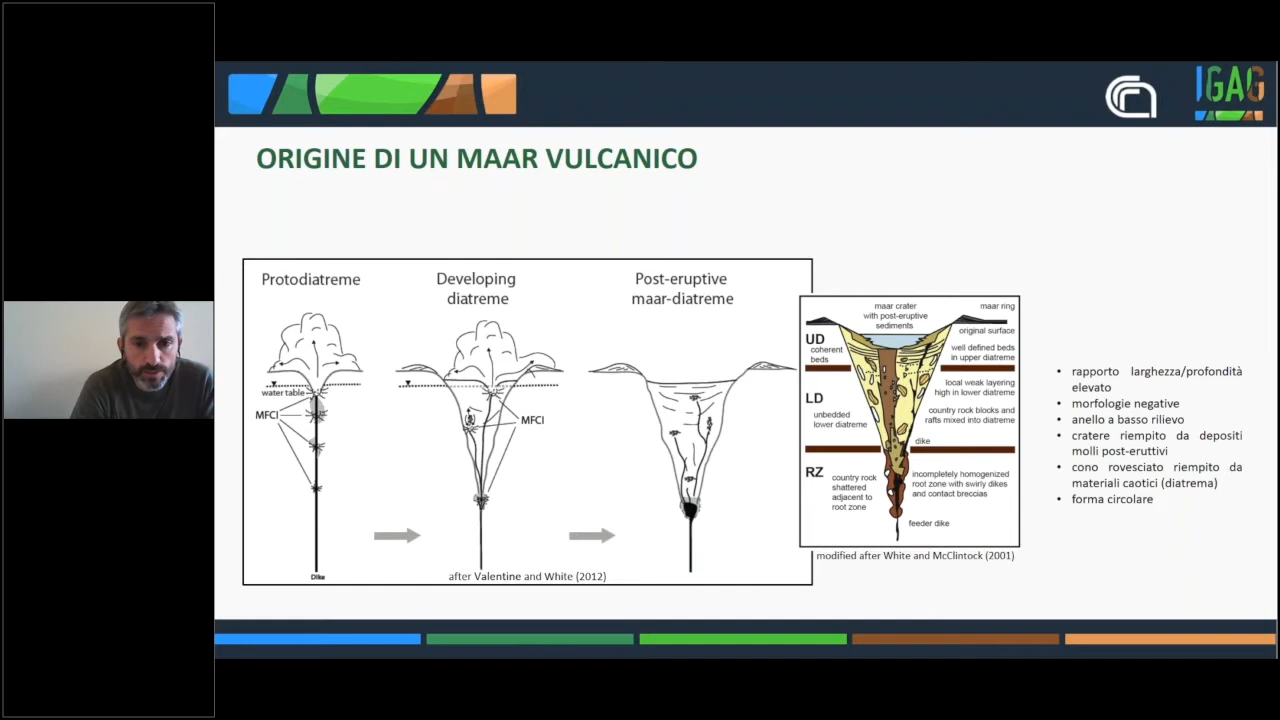 IGAG
ORIGINE DI UN MAAR VULCANICO
Protodiatreme
Developing
diatreme
Post-eruptive
maar-diatreme
water table
MFCI
MFCI
Dike
after Valentine and White (2012)
maar crater
with post-eruptive
sediments
maar ring
original surface
UD
coherent
beds
well defined beds
in upper diatreme
LD
unbedded
lower diatreme
local weak layering
high in lower diatreme
country rock blocks and
rafts mixed into diatreme
dike
RZ
country rock
shattered
adjacent to
root zone
incompletely homogenized
root zone with swirly dikes
and contact breccias
feeder dike
modified after White and McClintock (2001)
• rapporto larghezza/profondità
elevato
• morfologie negative
• anello a basso rilievo
• cratere riempito da depositi
molli post-eruttivi
• cono rovesciato riempito da
materiali caotici (diatrema)
• forma circolare